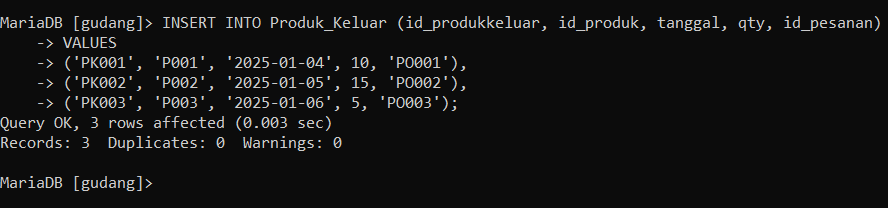 MariaDB [gudang]> INSERT INTO Produk_Keluar (id_produkkeluar, id_produk, tanggal, qty, id_pesanan)
    -> VALUES
    -> ('PK001', 'P001', '2025-01-04', 10, 'PO001'),
    -> ('PK002', 'P002', '2025-01-05', 15, 'PO002'),
    -> ('PK003', 'P003', '2025-01-06', 5, 'PO003');
Query OK, 3 rows affected (0.003 sec)
Records: 3  Duplicates: 0  Warnings: 0
MariaDB [gudang]>